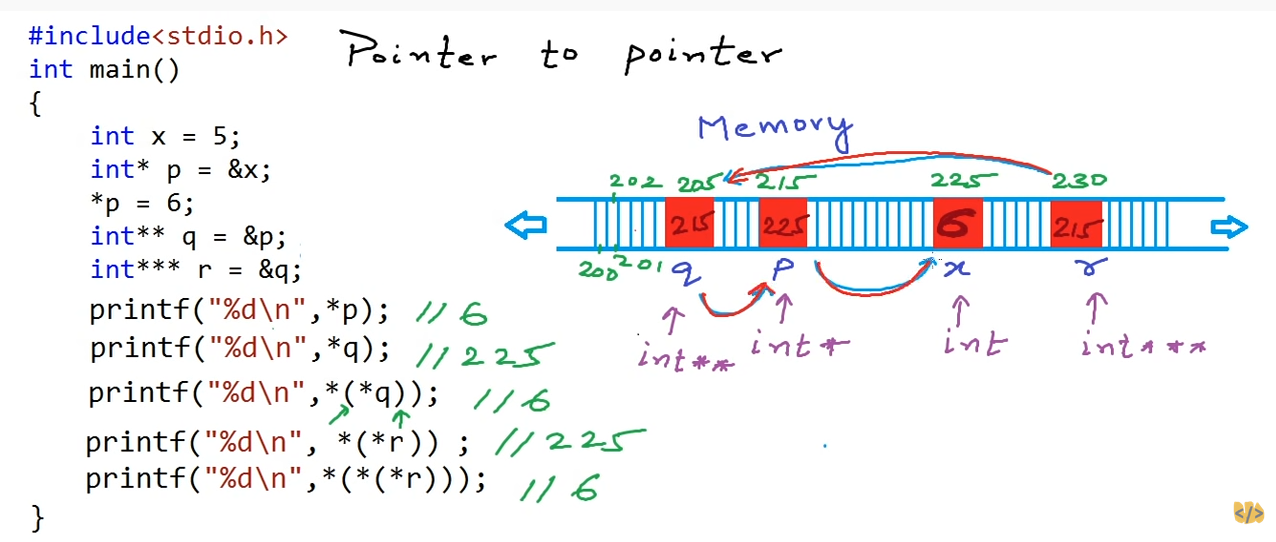 #include<stdio.h>
Pointer to pointer
int main()
{
int x = 5;
int* p = &x;
*p = 6;
int** q = &p;
int*** r = &q;
printf("%d\n",*p); //6
printf("%d\n",*q); //225
printf("%d\n",*(*q)); //6
printf("%d\n", *(*r)) ; //225
printf("%d\n",*(*(*r))); //6
}
Memory
202 205 215 225 230
215 225 6 215
200 201 q p x r
int** int* int int***
</>